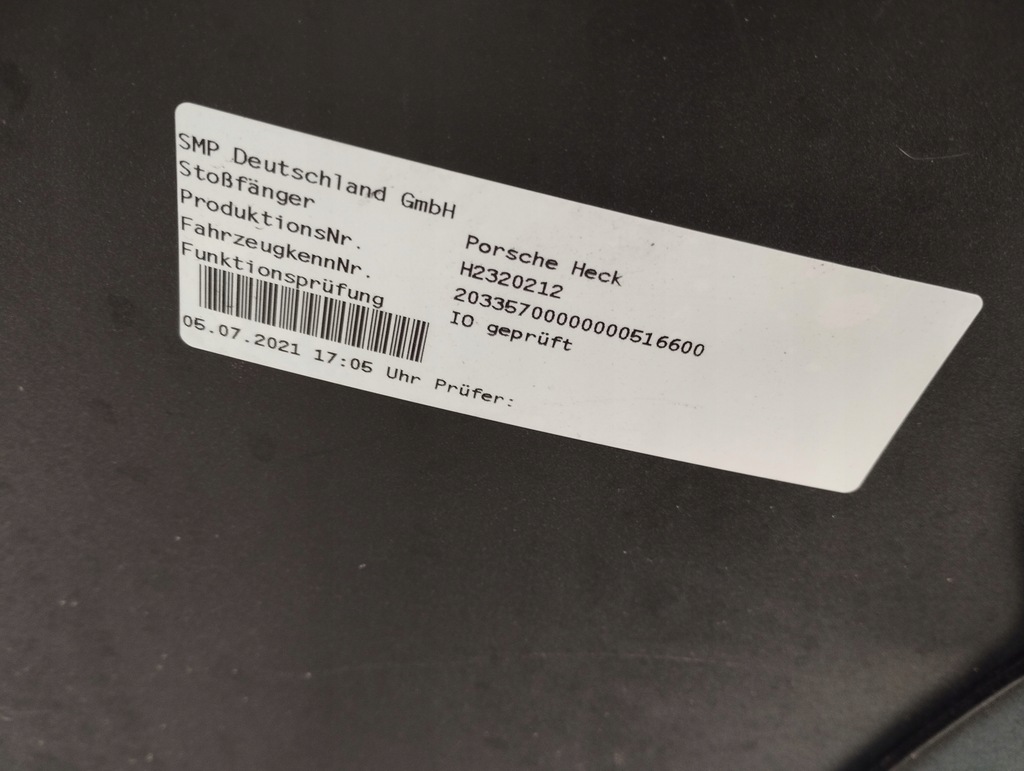 SMP Deutschland GmbH
Stoßfänger Porsche Heck
ProduktionsNr. H2320212
FahrzeugkennNr. 20335700000000516600
Funktionsprüfung IO geprüft
05.07.2021 17:05 Uhr Prüfer: